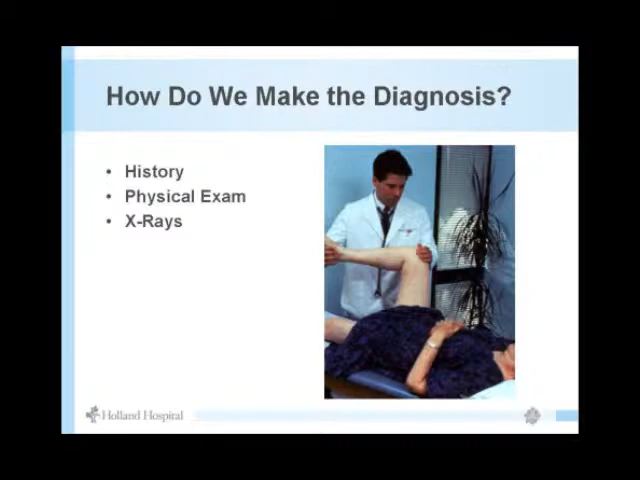 How Do We Make the Diagnosis?
• History
• Physical Exam
• X-Rays
Holland Hospital